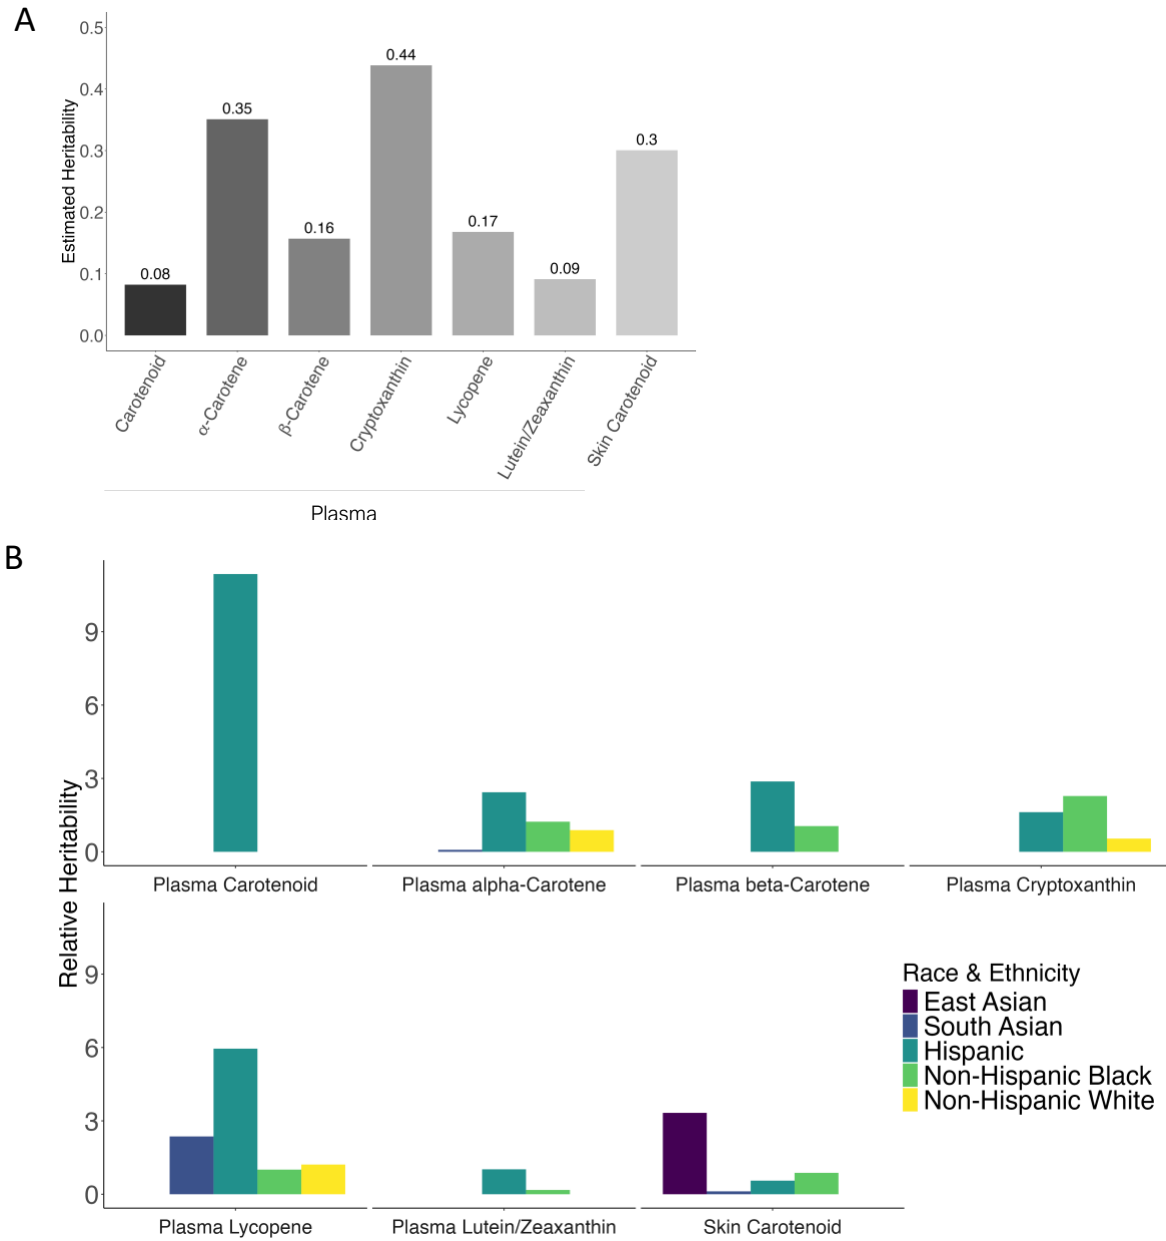 A
Estimated Heritability
0.5
0.4
0.3
0.2
0.1
0.0
0.08
0.35
0.16
0.44
0.17
0.09
0.3
Carotenoid
α-Carotene
β-Carotene
Cryptoxanthin
Lycopene
Lutein/Zeaxanthin
Skin Carotenoid
Plasma
B
Relative Heritability
9
6
3
0
Plasma Carotenoid
Plasma alpha-Carotene
Plasma beta-Carotene
Plasma Cryptoxanthin
9
6
3
0
Plasma Lycopene
Plasma Lutein/Zeaxanthin
Skin Carotenoid
Race & Ethnicity
East Asian
South Asian
Hispanic
Non-Hispanic Black
Non-Hispanic White